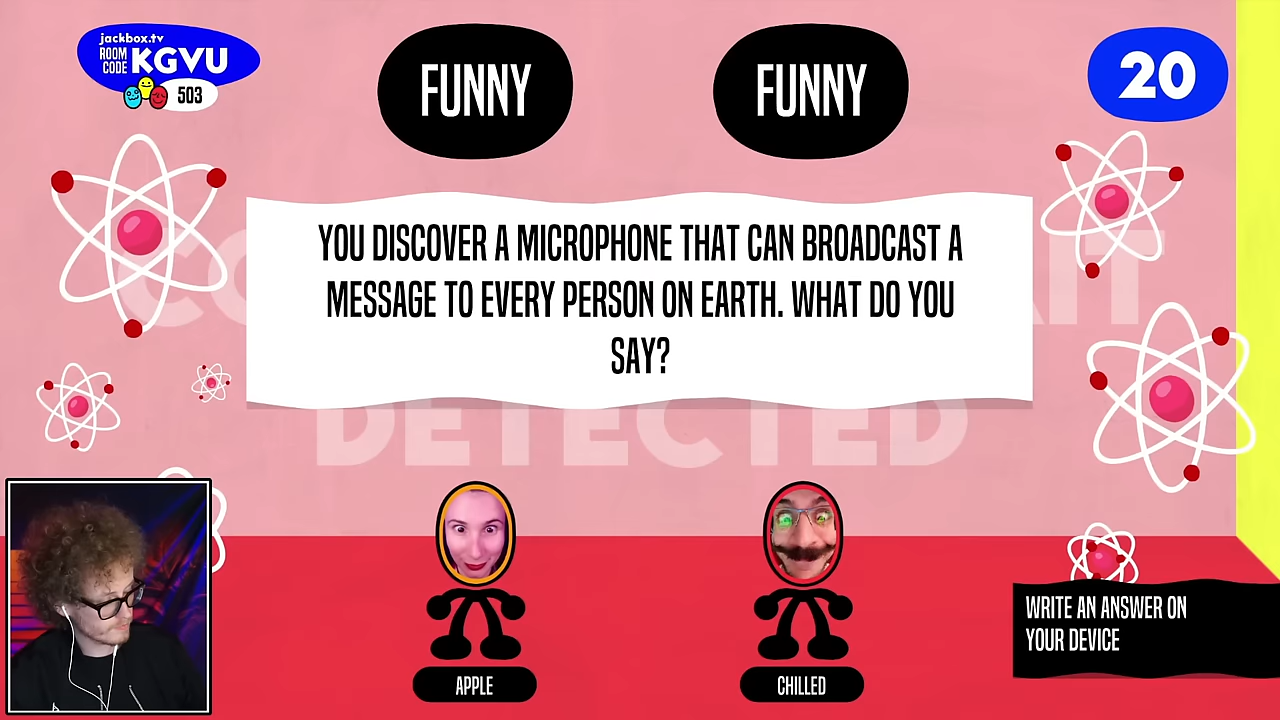 jackbox.tv
ROOM CODE KGVU
503
FUNNY
FUNNY
20
YOU DISCOVER A MICROPHONE THAT CAN BROADCAST A
MESSAGE TO EVERY PERSON ON EARTH. WHAT DO YOU
SAY?
DETECTED
APPLE
CHILLED
WRITE AN ANSWER ON
YOUR DEVICE